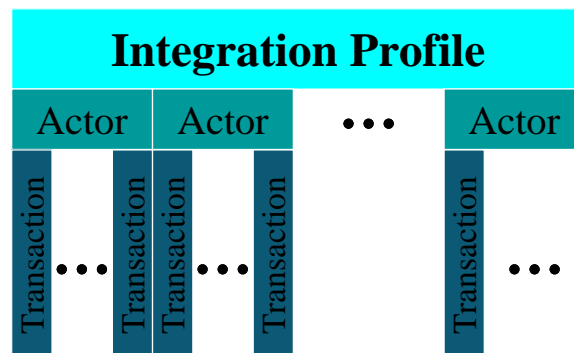 Integration Profile
Actor Actor ••• Actor
Transaction ••• Transaction Transaction ••• Transaction Transaction •••